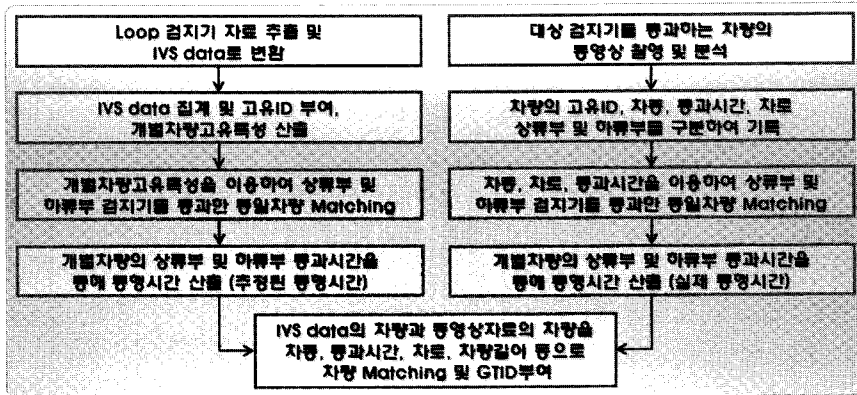 Loop 검지기 자료 추출 및
IVS data로 변환
IVS data 집계 및 고유ID 부여,
개별차량고유특성 산출
개별차량고유특성을 이용하여 상류부 및
하류부 검지기를 통과한 동일차량 Matching
개별차량의 상류부 및 하류부 통과시간을
통해 통행시간 산출 (추정된 통행시간)
대상 검지기를 통과하는 차량의
동영상 촬영 및 분석
차량의 고유ID, 차종, 통과시간, 차로
상류부 및 하류부를 구분하여 기록
차종, 차로, 통과시간을 이용하여 상류부 및
하류부 검지기를 통과한 동일차량 Matching
개별차량의 상류부 및 하류부 통과시간을
통해 통행시간 산출 (실제 통행시간)
IVS data의 차량과 동영상자료의 차량을
차종, 통과시간, 차로, 차량길이 등으로
차량 Matching 및 GTID부여